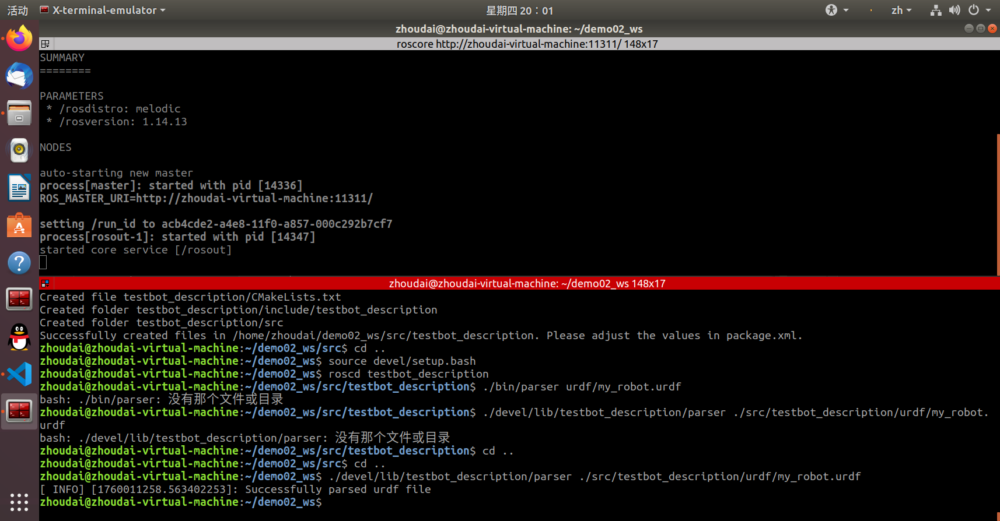 活动
X-terminal-emulator
星期四 20：01
zh
zhoudai@zhoudai-virtual-machine: ~/demo02_ws
roscore http://zhoudai-virtual-machine:11311/ 148x17
SUMMARY
========
PARAMETERS
* /rosdistro: melodic
* /rosversion: 1.14.13
NODES
auto-starting new master
process[master]: started with pid [14336]
ROS_MASTER_URI=http://zhoudai-virtual-machine:11311/
setting /run_id to acb4cde2-a4e8-11f0-a857-000c292b7cf7
process[rosout-1]: started with pid [14347]
started core service [/rosout]
zhoudai@zhoudai-virtual-machine: ~/demo02_ws 148x17
Created file testbot_description/CMakeLists.txt
Created folder testbot_description/include/testbot_description
Created folder testbot_description/src
Successfully created files in /home/zhoudai/demo02_ws/src/testbot_description. Please adjust the values in package.xml.
zhoudai@zhoudai-virtual-machine:~/demo02_ws/src$ cd ..
zhoudai@zhoudai-virtual-machine:~/demo02_ws$ source devel/setup.bash
zhoudai@zhoudai-virtual-machine:~/demo02_ws$ roscd testbot_description
zhoudai@zhoudai-virtual-machine:~/demo02_ws/src/testbot_description$ ./bin/parser urdf/my_robot.urdf
bash: ./bin/parser: 没有那个文件或目录
zhoudai@zhoudai-virtual-machine:~/demo02_ws/src/testbot_description$ ./devel/lib/testbot_description/parser ./src/testbot_description/urdf/my_robot.
urdf
bash: ./devel/lib/testbot_description/parser: 没有那个文件或目录
zhoudai@zhoudai-virtual-machine:~/demo02_ws/src/testbot_description$ cd ..
zhoudai@zhoudai-virtual-machine:~/demo02_ws/src$ cd ..
zhoudai@zhoudai-virtual-machine:~/demo02_ws$ ./devel/lib/testbot_description/parser ./src/testbot_description/urdf/my_robot.urdf
[ INFO] [1760011258.563402253]: Successfully parsed urdf file
zhoudai@zhoudai-virtual-machine:~/demo02_ws$